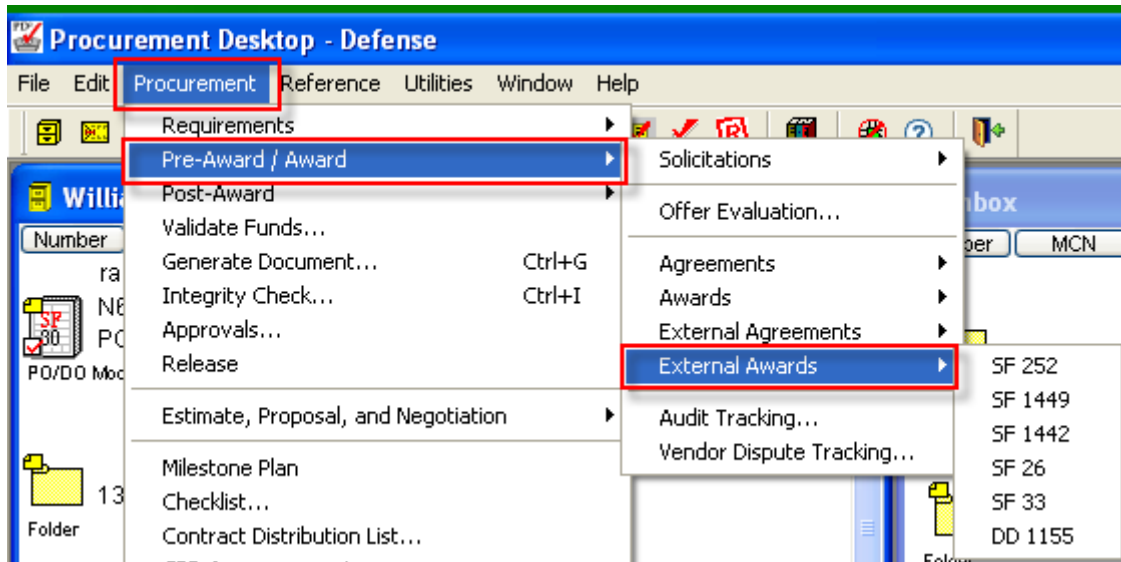 Procurement Desktop - Defense
File Edit Procurement Reference Utilities Window Help
Requirements
Pre-Award / Award
Post-Award
Validate Funds...
Generate Document... Ctrl+G
Integrity Check... Ctrl+I
Approvals...
Release
Estimate, Proposal, and Negotiation
Milestone Plan
Checklist...
Contract Distribution List...
Solicitations
Offer Evaluation...
Agreements
Awards
External Agreements
External Awards
Audit Tracking...
Vendor Dispute Tracking...
SF 252
SF 1449
SF 1442
SF 26
SF 33
DD 1155
Number
SF
30
PO/DO Mod
13
Folder
MCN